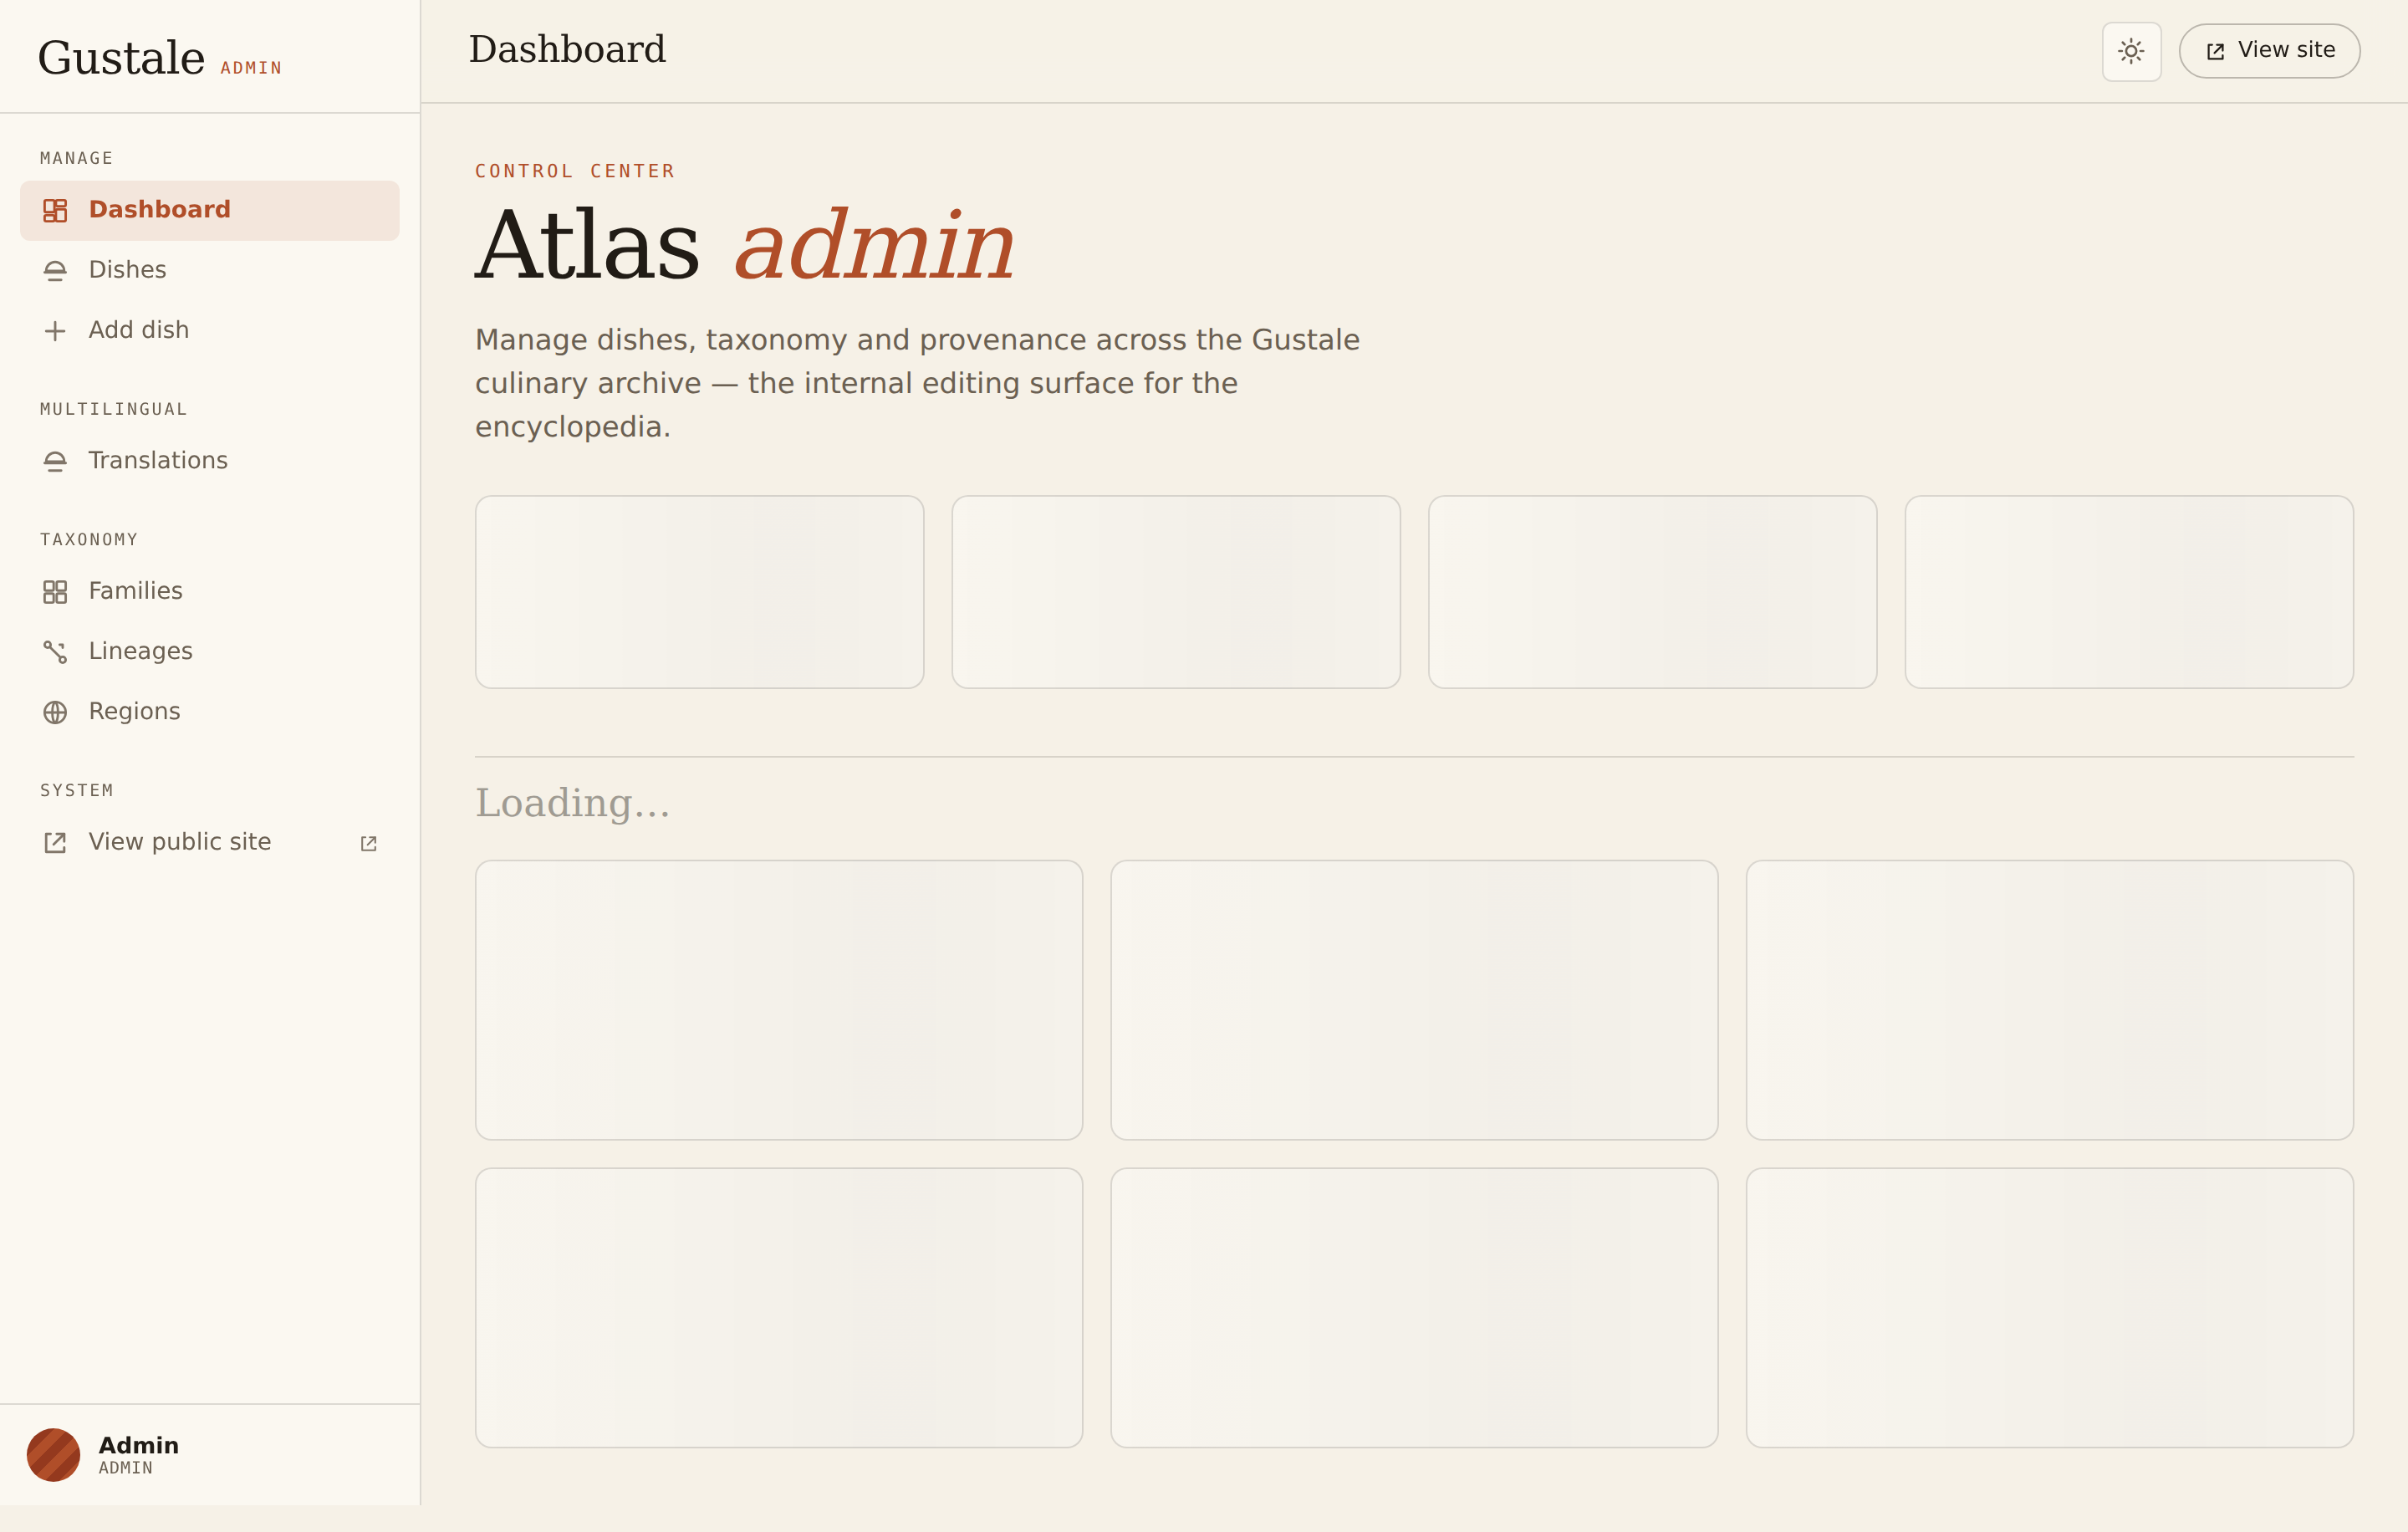 Gustale ADMIN
MANAGE
Dashboard
Dishes
Add dish
MULTILINGUAL
Translations
TAXONOMY
Families
Lineages
Regions
SYSTEM
View public site
Admin
ADMIN
Dashboard
View site
CONTROL CENTER
Atlas admin
Manage dishes, taxonomy and provenance across the Gustale
culinary archive — the internal editing surface for the
encyclopedia.
Loading…